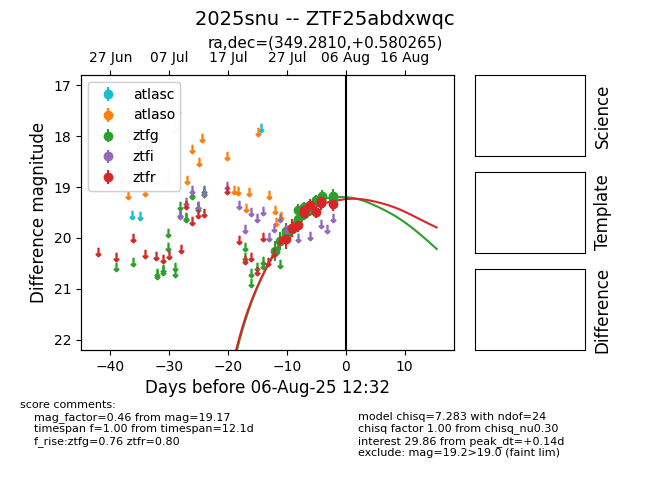 2025snu -- ZTF25abdxwqc
ra,dec=(349.2810,+0.580265)
27 Jun 07 Jul 17 Jul 27 Jul 06 Aug 16 Aug
17
18
19
20
21
22
Difference magnitude
atlasc
atlaso
ztfg
ztfi
ztfr
−40 −30 −20 −10 0 10
Days before 06-Aug-25 12:32
Science
Template
Difference
score comments:
mag_factor=0.46 from mag=19.17
timespan f=1.00 from timespan=12.1d
f_rise:ztfg=0.76 ztfr=0.80
model chisq=7.283 with ndof=24
chisq factor 1.00 from chisq_nu0.30
interest 29.86 from peak_dt=+0.14d
exclude: mag=19.2>19.0 (faint lim)